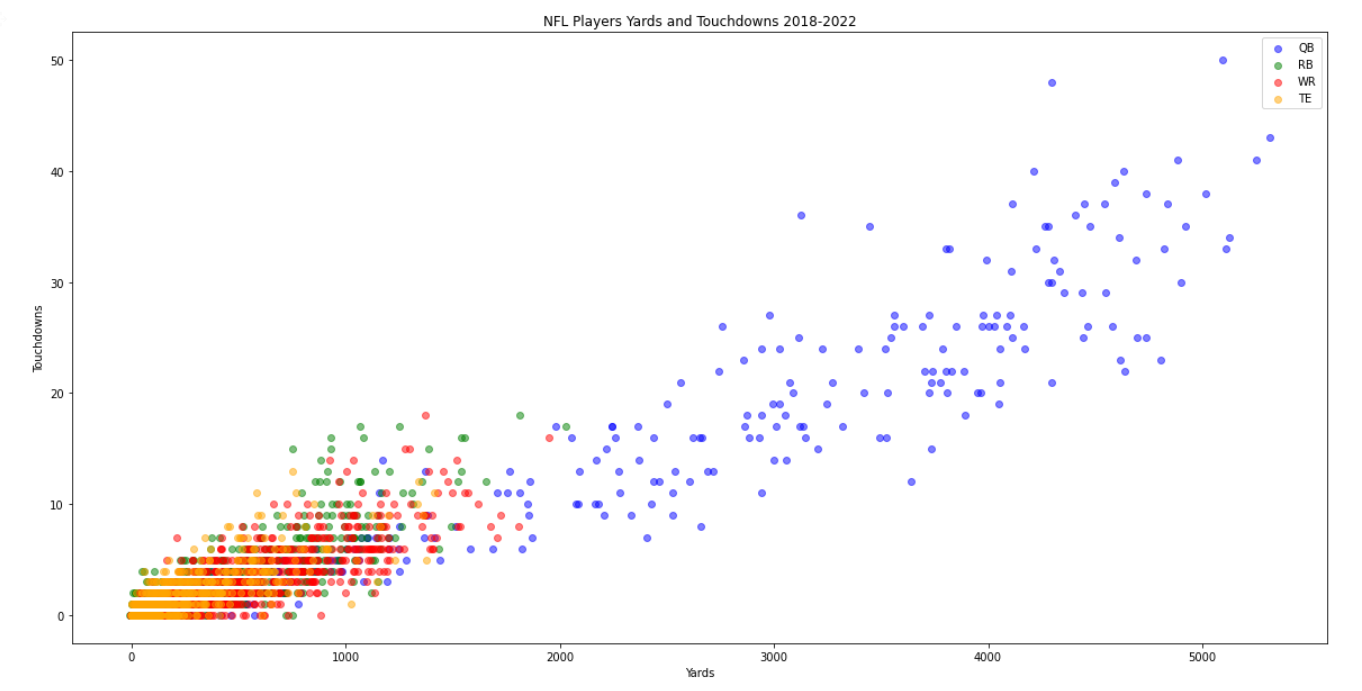 NFL Players Yards and Touchdowns 2018-2022
QB
RB
WR
TE
50
40
30
20
10
0
Touchdowns
0 1000 2000 3000 4000 5000
Yards